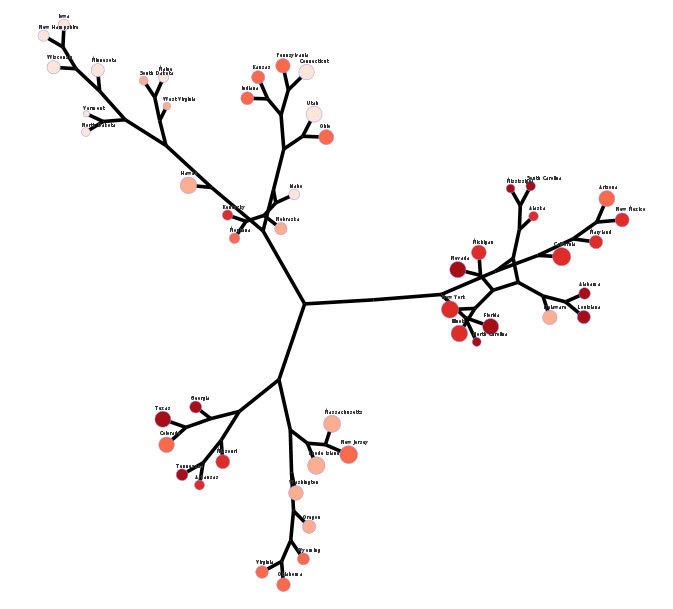 Iowa
New Hampshire
Wisconsin
Minnesota
South Dakota
Maine
West Virginia
Vermont
North Dakota
Kansas
Pennsylvania
Connecticut
Indiana
Utah
Ohio
Hawaii
Idaho
Kentucky
Nebraska
Montana
Mississippi
South Carolina
Arizona
Alaska
New Mexico
Maryland
Michigan
California
Nevada
Alabama
New York
Delaware
Louisiana
Florida
Illinois
North Carolina
Georgia
Texas
Colorado
Massachusetts
New Jersey
Missouri
Rhode Island
Tennessee
Arkansas
Washington
Oregon
Wyoming
Virginia
Oklahoma